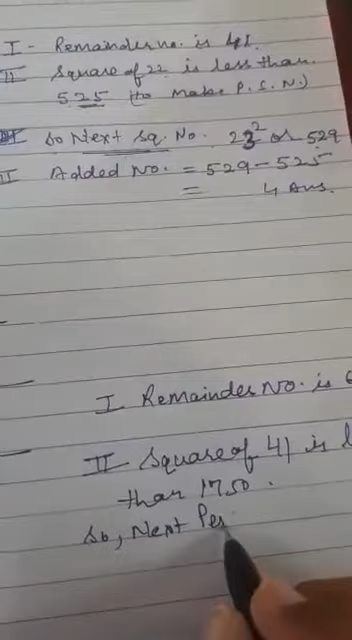 I - Remainder no. is 41.
II Square of 22 is less than
525 (to make P.S.N.)
So Next Sq. No. 23² or 529
II Added No. = 529 - 525
= 4 Ans.
I Remainder No. is 6
II Square of 41 is l
than 1750.
So, Next Per